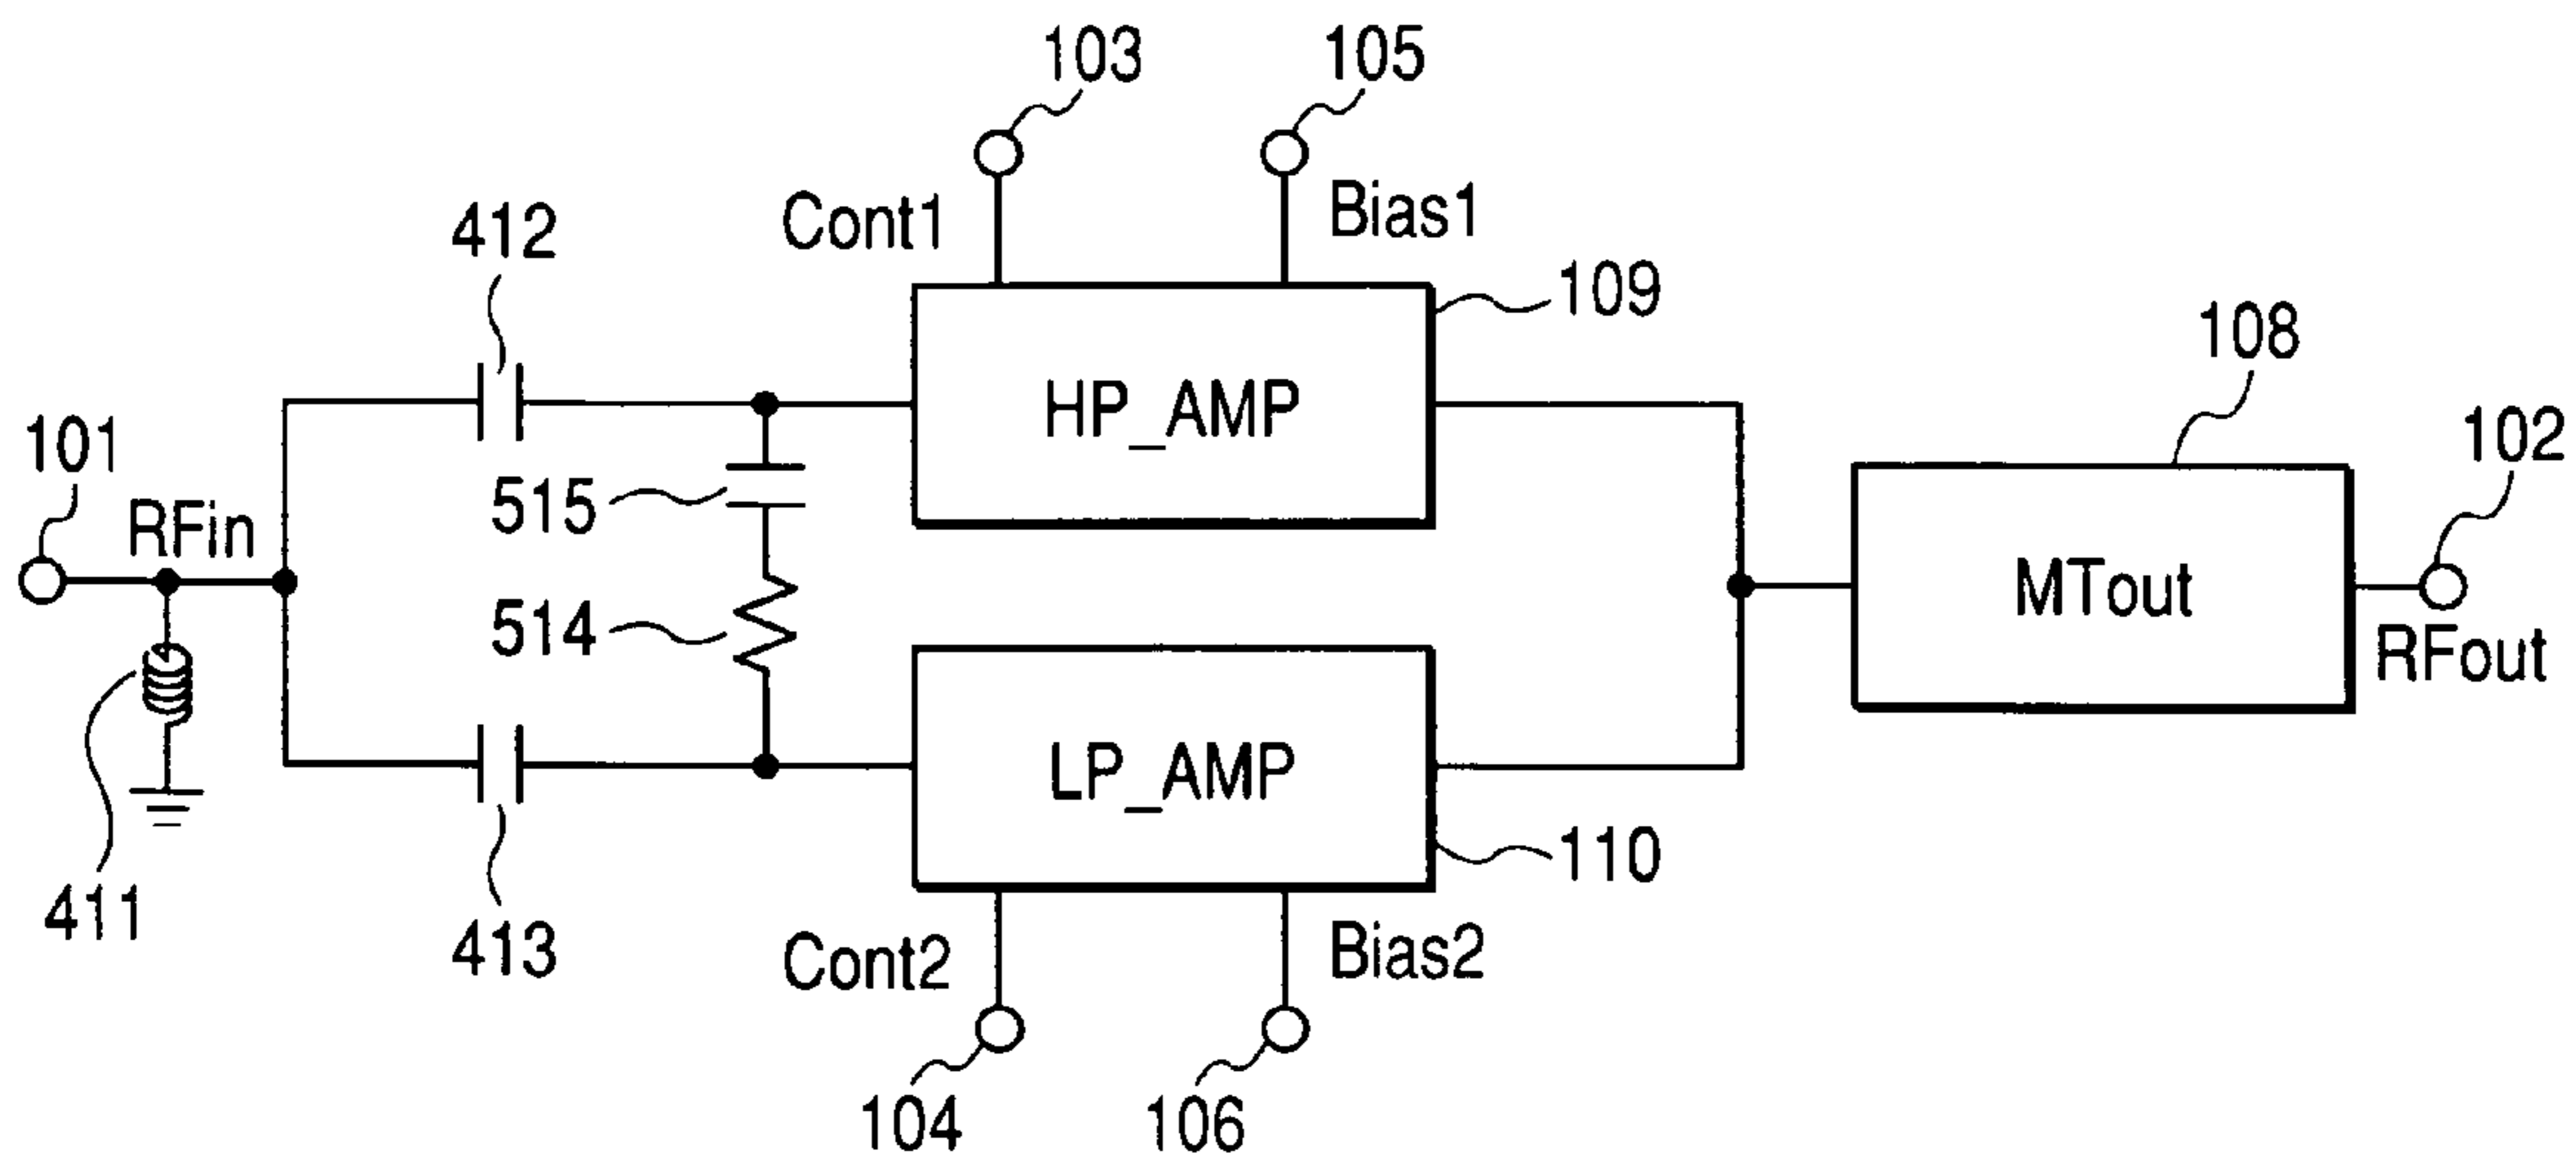 103
105
Cont1
Bias1
412
109
HP_AMP
108
101
RFin
515
102
MTout
514
RFout
LP_AMP
411
413
110
Cont2
Bias2
104
106